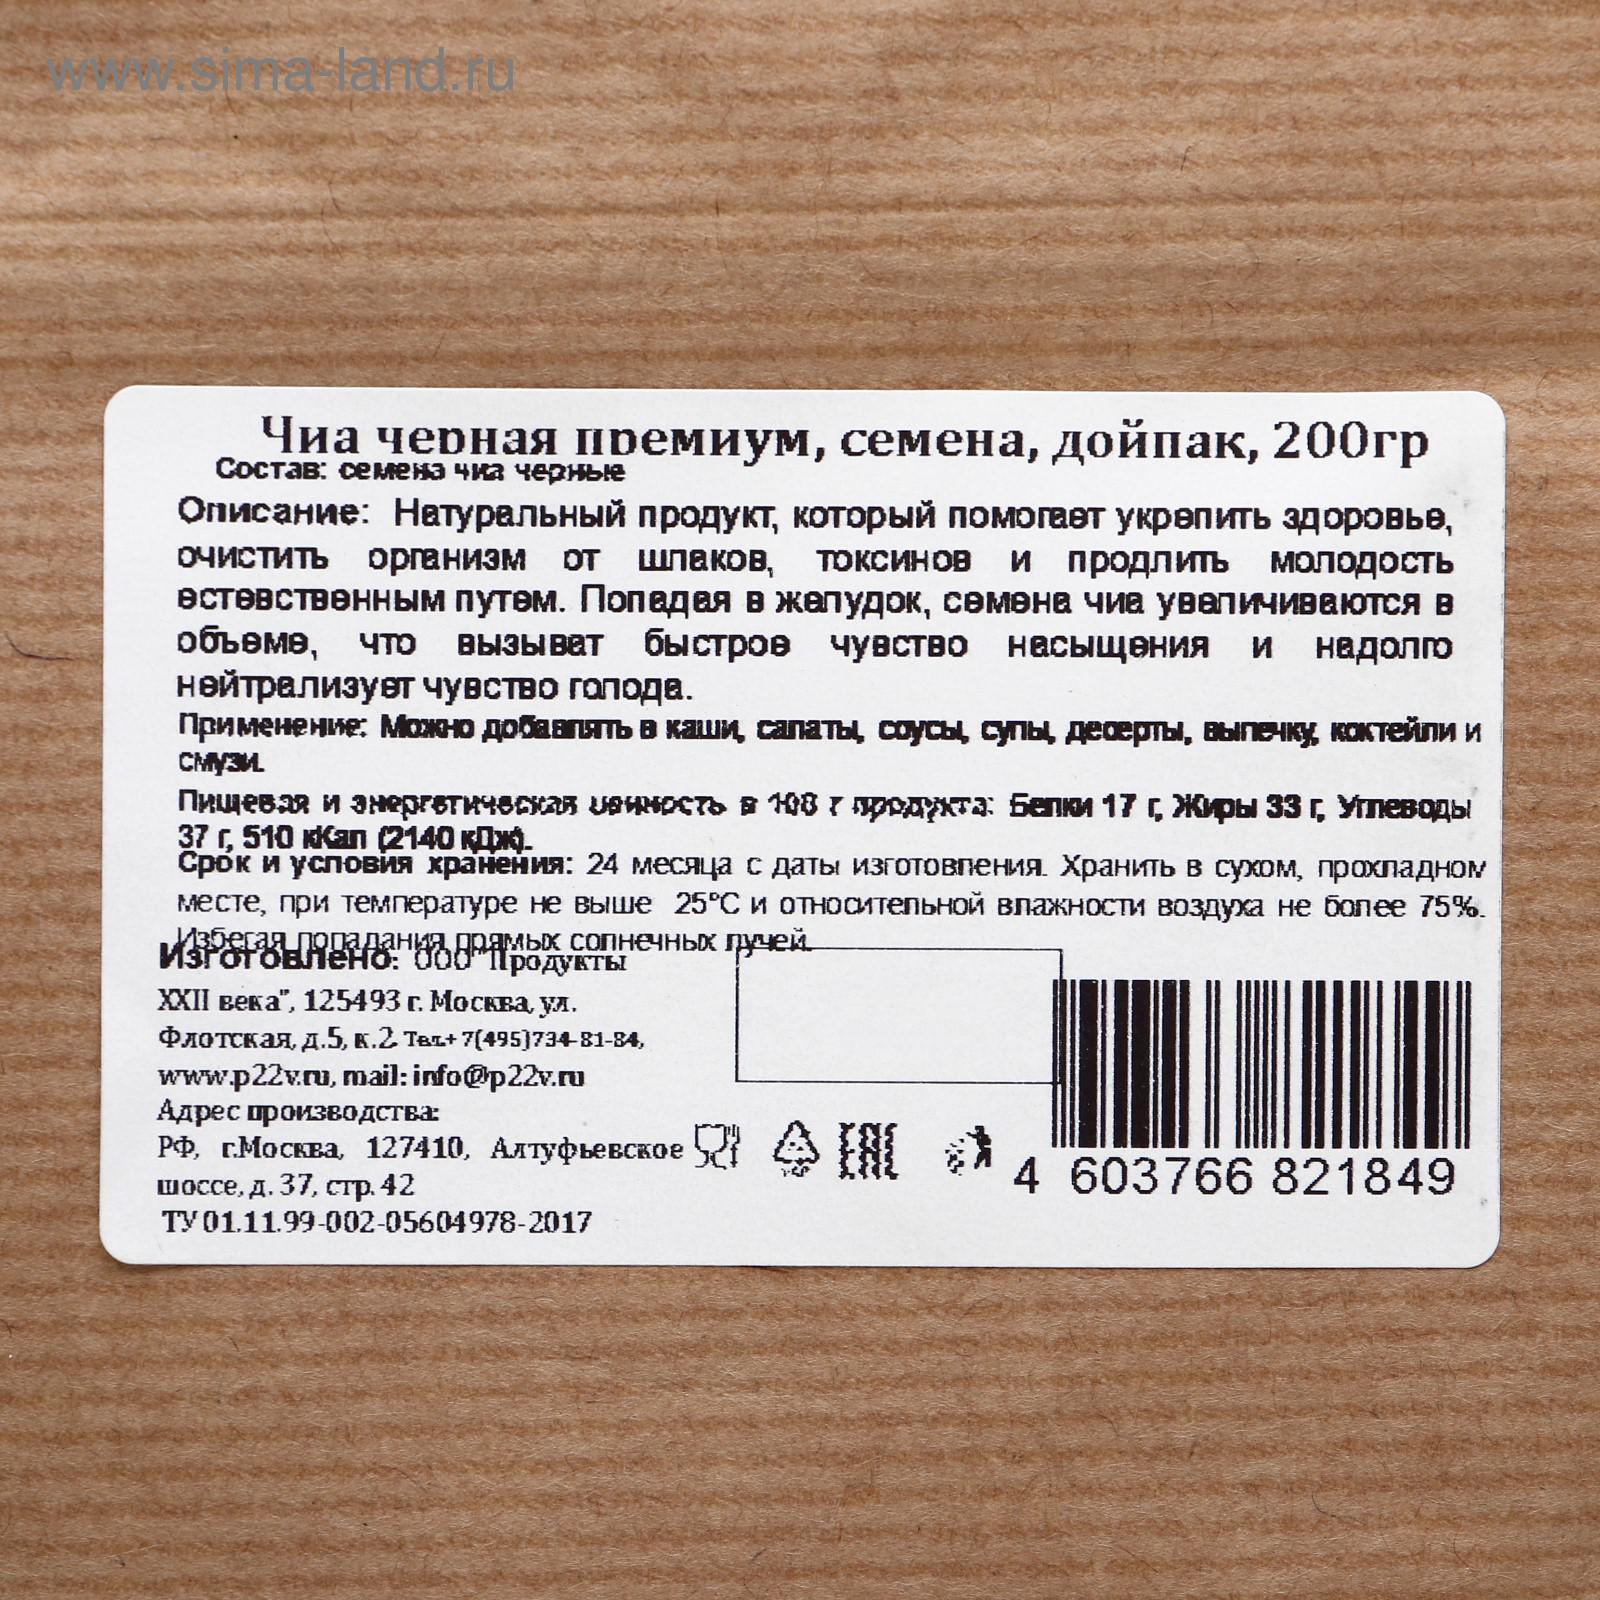 www.sima-land.ru
Чиа черная премиум, семена, дойпак, 200гр
Состав: семена чиа черные
Описание: Натуральный продукт, который помогает укрепить здоровье,
очистить организм от шлаков, токсинов и продлить молодость
естевственным путем. Попадая в желудок, семена чиа увеличиваются в
объеме, что вызыват быстрое чувство насыщения и надолго
нейтрализует чувство голода.
Применение: Можно добавлять в каши, салаты, соусы, супы, десерты, выпечку, коктейли и
смузи.
Пищевая и энергетическая ценность в 100 г продукта: Белки 17 г, Жиры 33 г, Углеводы
37 г, 510 кКал (2140 кДж).
Срок и условия хранения: 24 месяца с даты изготовления. Хранить в сухом, прохладном
месте, при температуре не выше 25°С и относительной влажности воздуха не более 75%.
Избегая попадания прямых солнечных лучей.
Изготовлено: ООО "Продукты
XXII века", 125493 г. Москва, ул.
Флотская, д.5, к.2. Тел.+7(495)734-81-84,
www.p22v.ru, mail: info@p22v.ru
Адрес производства:
РФ, г.Москва, 127410, Алтуфьевское
шоссе, д. 37, стр. 42
ТУ 01.11.99-002-05604978-2017
EAC
4 603766 821849